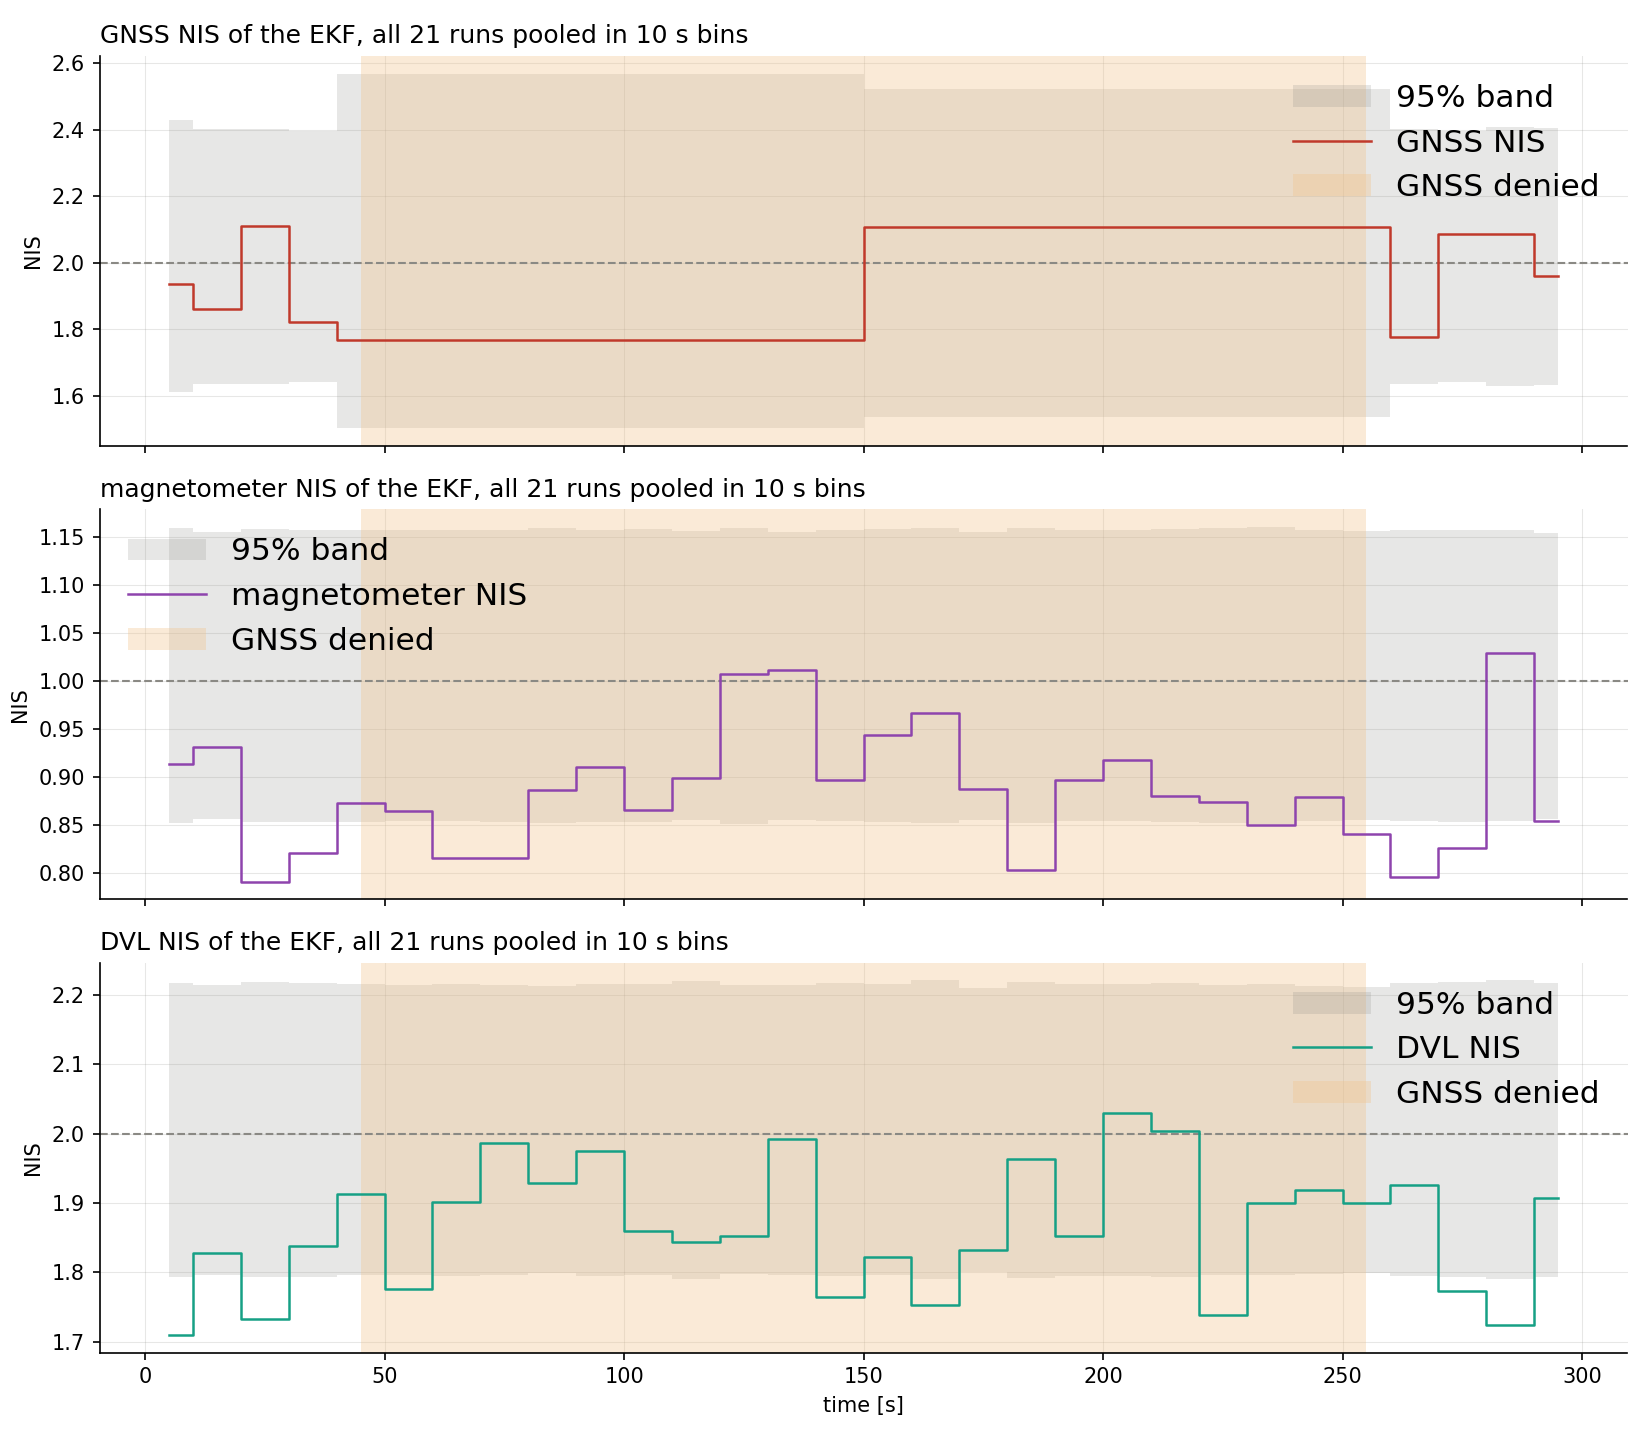 GNSS NIS of the EKF, all 21 runs pooled in 10 s bins
2.6
2.4
2.2
2.0
1.8
1.6
NIS
95% band
GNSS NIS
GNSS denied
magnetometer NIS of the EKF, all 21 runs pooled in 10 s bins
1.15
1.10
1.05
1.00
0.95
0.90
0.85
0.80
NIS
95% band
magnetometer NIS
GNSS denied
DVL NIS of the EKF, all 21 runs pooled in 10 s bins
2.2
2.1
2.0
1.9
1.8
1.7
NIS
95% band
DVL NIS
GNSS denied
0 50 100 150 200 250 300
time [s]